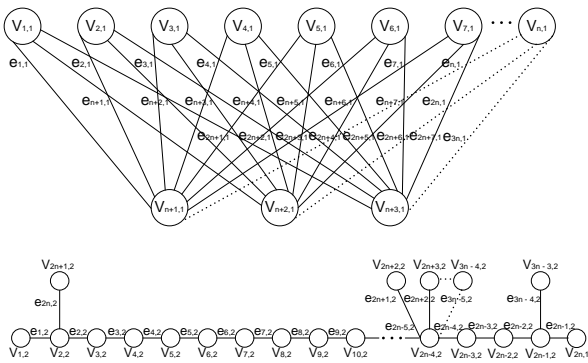 V1,1 V2,1 V3,1 V4,1 V5,1 V6,1 V7,1 Vn,1
e1,1 e2,1 e3,1 e4,1 e5,1 e6,1 e7,1 en,1
en+1,1 en+2,1 en+3,1 en+4,1 en+5,1 en+6,1 en+7,1 e2n,1
e2n+1,1 e2n+2,1 e2n+3,1 e2n+4,1 e2n+5,1 e2n+6,1 e2n+7,1 e3n,1
Vn+1,1 Vn+2,1 Vn+3,1
V2n+1,2 V2n+2,2 V2n+3,2 V3n-4,2 V3n-3,2
e2n,2 e2n+1,2 e2n+2,2 e3n-5,2 e3n-4,2
e1,2 e2,2 e3,2 e4,2 e5,2 e6,2 e7,2 e8,2 e9,2 e2n-5,2 e2n-4,2 e2n-3,2 e2n-2,2 e2n-1,2
V1,2 V2,2 V3,2 V4,2 V5,2 V6,2 V7,2 V8,2 V9,2 V10,2 V2n-4,2 V2n-3,2 V2n-2,2 V2n-1,2 V2n,2